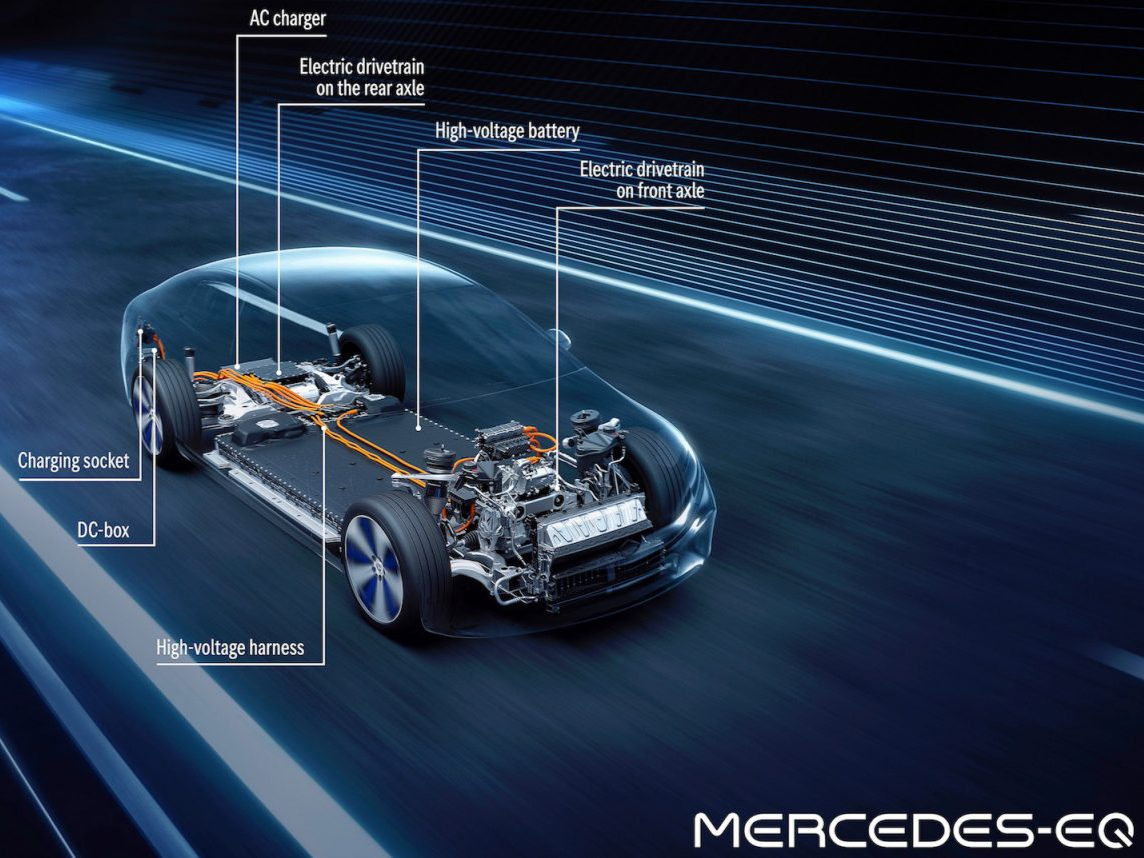 AC charger
Electric drivetrain
on the rear axle
High-voltage battery
Electric drivetrain
on front axle
Charging socket
DC-box
High-voltage harness
MERCEDES-EQ